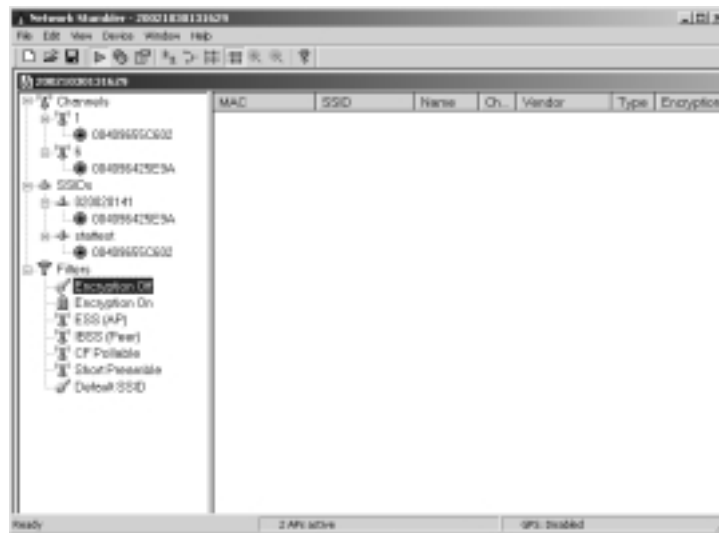 Network Stumbler - 20021030131629
File Edit View Device Window Help
20021030131629
Channels
1
00409655C602
6
004096425E9A
SSIDs
020820141
004096425E9A
00409655C602
Filters
Encryption Off
Encryption On
ESS (AP)
IBSS (Peer)
CF Pollable
Short Preamble
Default SSID
MAC SSID Name Ch... Vendor Type Encryption
Ready 2 APs active GPS: Disabled